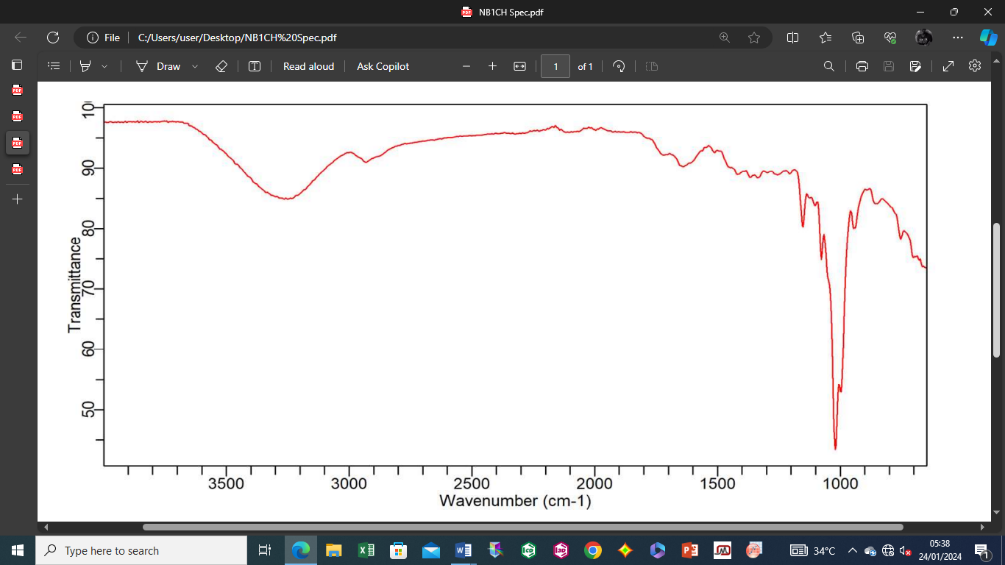 NB1CH Spec.pdf
File C:/Users/user/Desktop/NB1CH%20Spec.pdf
Draw Read aloud Ask Copilot 1 of 1
Transmittance
10
90
80
70
60
50
3500 3000 2500 2000 1500 1000
Wavenumber (cm-1)
Type here to search
34°C
05:38
24/01/2024
1